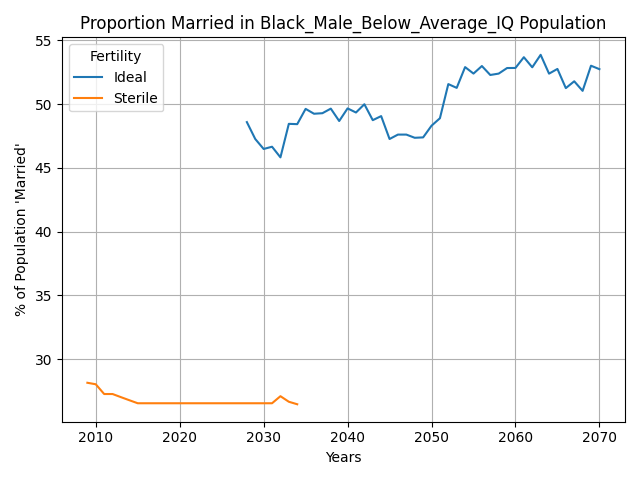 Proportion Married in Black_Male_Below_Average_IQ Population
% of Population 'Married'
55
50
45
40
35
30
Fertility
Ideal
Sterile
2010 2020 2030 2040 2050 2060 2070
Years